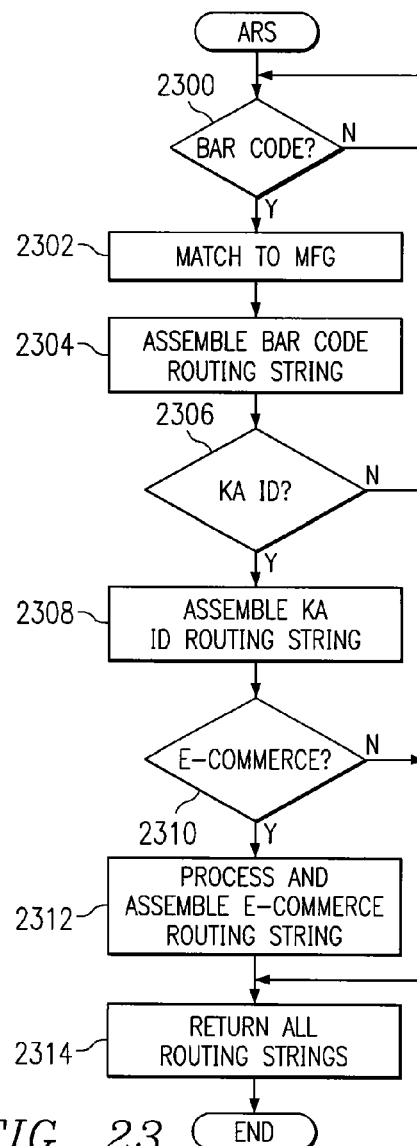 ARS
2300
BAR CODE?
N
Y
2302
MATCH TO MFG
2304
ASSEMBLE BAR CODE
ROUTING STRING
2306
KA ID?
N
Y
2308
ASSEMBLE KA
ID ROUTING STRING
E-COMMERCE?
N
2310
Y
2312
PROCESS AND
ASSEMBLE E-COMMERCE
ROUTING STRING
2314
RETURN ALL
ROUTING STRINGS
FIG. 23
END